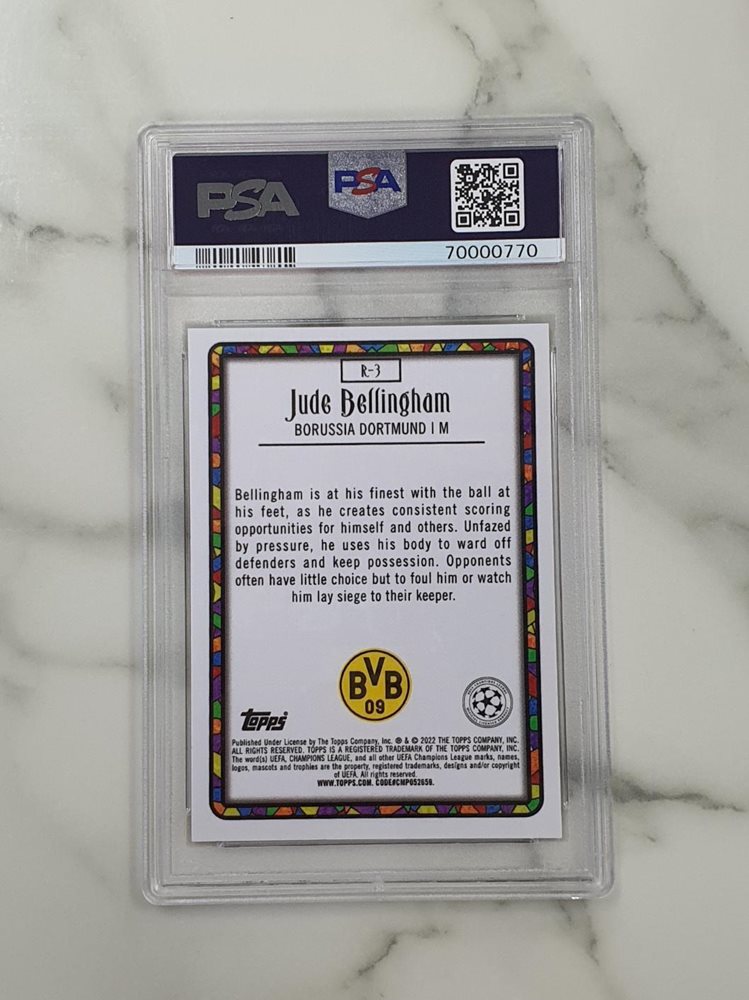 PSA
PSA
70000770
R-3
Jude Bellingham
BORUSSIA DORTMUND | M
Bellingham is at his finest with the ball at
his feet, as he creates consistent scoring
opportunities for himself and others. Unfazed
by pressure, he uses his body to ward off
defenders and keep possession. Opponents
often have little choice but to foul him or watch
him lay siege to their keeper.
BVB
09
topps
Published Under License by The Topps Company, Inc. ® & © 2022 THE TOPPS COMPANY, INC.
ALL RIGHTS RESERVED. TOPPS IS A REGISTERED TRADEMARK OF THE TOPPS COMPANY, INC.
The word(s) UEFA, CHAMPIONS LEAGUE, and all other UEFA Champions League marks, names,
logos, mascots and trophies are the property, registered trademarks, designs and/or copyright
of UEFA. All rights reserved.
WWW.TOPPS.COM. CODE#CMP052659.